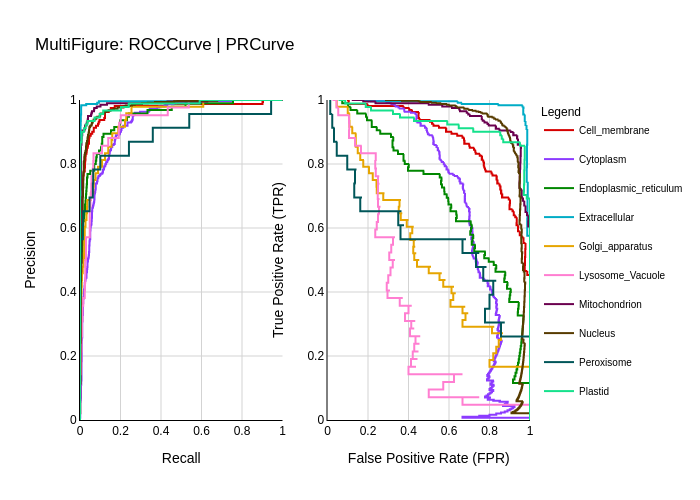 MultiFigure: ROCCurve | PRCurve
Precision
1
0.8
0.6
0.4
0.2
0
0
0.2
0.4
0.6
0.8
1
Recall
True Positive Rate (TPR)
1
0.8
0.6
0.4
0.2
0
0
0.2
0.4
0.6
0.8
1
False Positive Rate (FPR)
Legend
Cell_membrane
Cytoplasm
Endoplasmic_reticulum
Extracellular
Golgi_apparatus
Lysosome_Vacuole
Mitochondrion
Nucleus
Peroxisome
Plastid